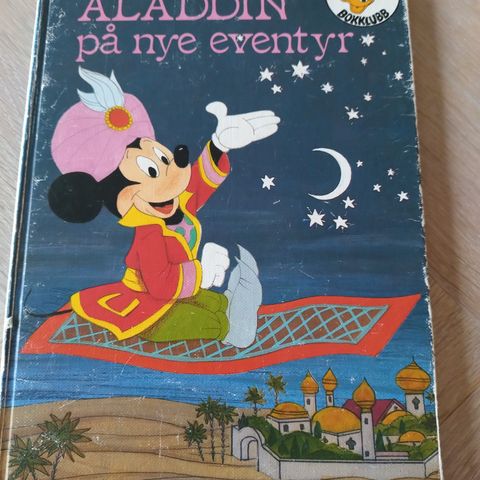 ALADDIN
på nye eventyr
BOKKLUBB